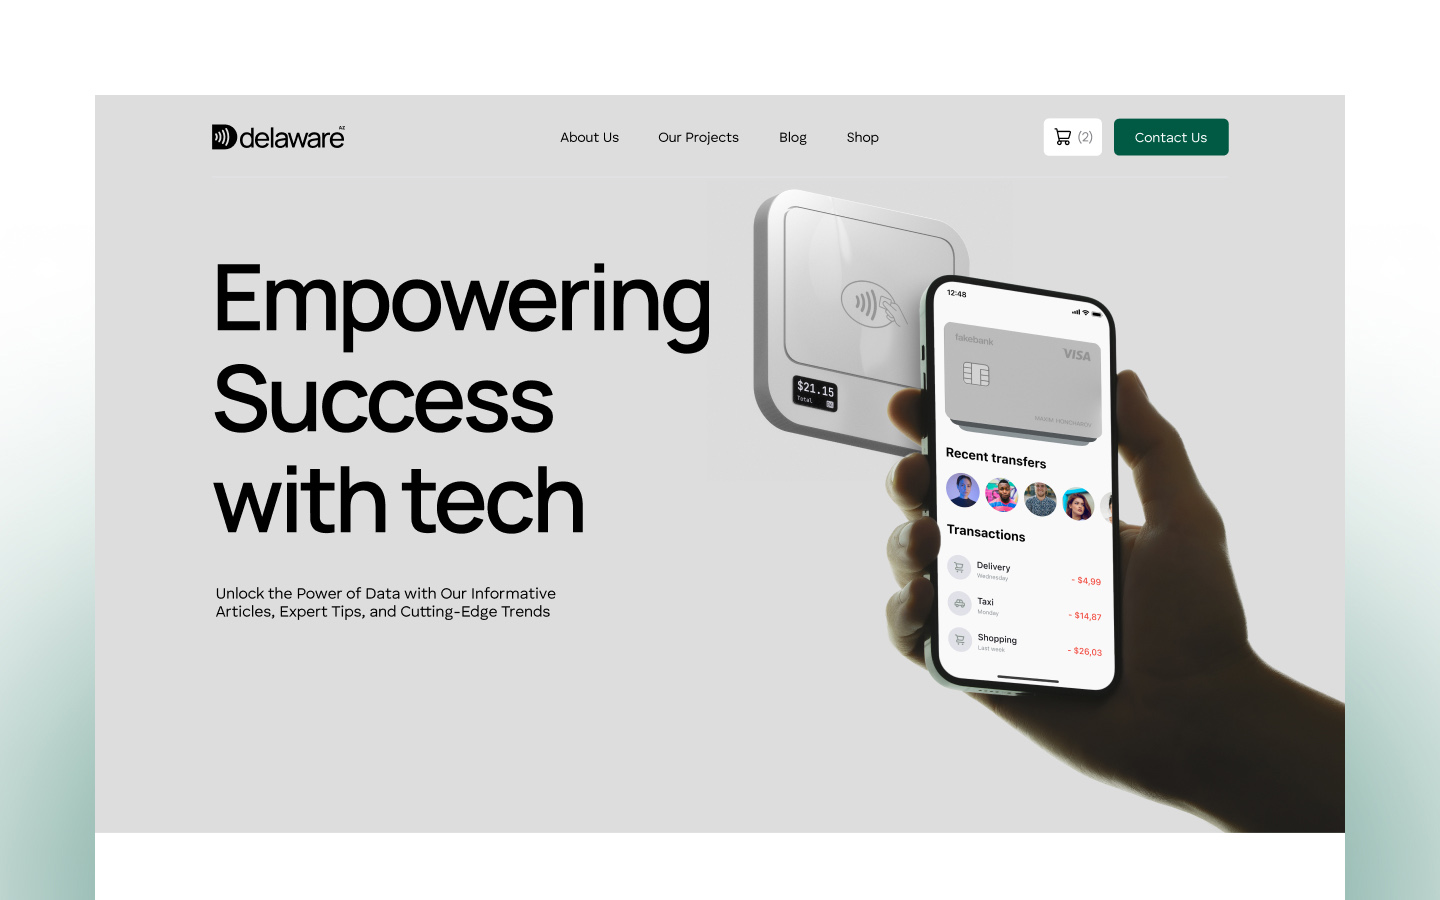 delaware AZ
About Us
Our Projects
Blog
Shop
(2)
Contact Us
Empowering
Success
with tech
Unlock the Power of Data with Our Informative
Articles, Expert Tips, and Cutting-Edge Trends
$21.15
Total
12:48
fakebank
VISA
Recent transfers
Transactions
Delivery
Wednesday
- $4,99
Taxi
Monday
- $14,87
Shopping
Last week
- $26,03